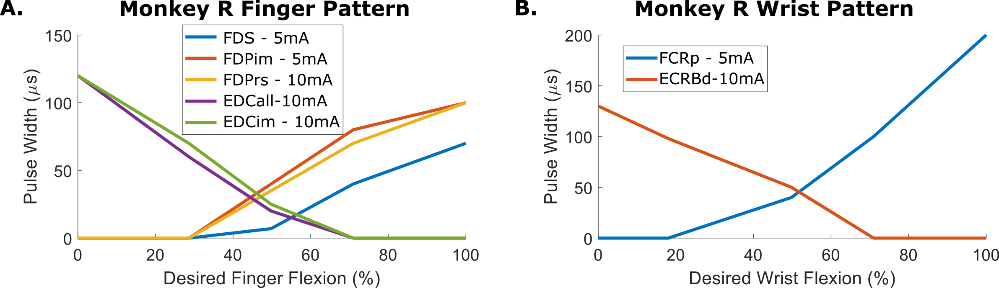 A.
Monkey R Finger Pattern
FDS - 5mA
FDPim - 5mA
FDPrs - 10mA
EDCall-10mA
EDCim - 10mA
150
100
50
0
Pulse Width (μs)
0 20 40 60 80 100
Desired Finger Flexion (%)
B.
Monkey R Wrist Pattern
FCRp - 5mA
ECRBd-10mA
200
150
100
50
0
Pulse Width (μs)
0 20 40 60 80 100
Desired Wrist Flexion (%)